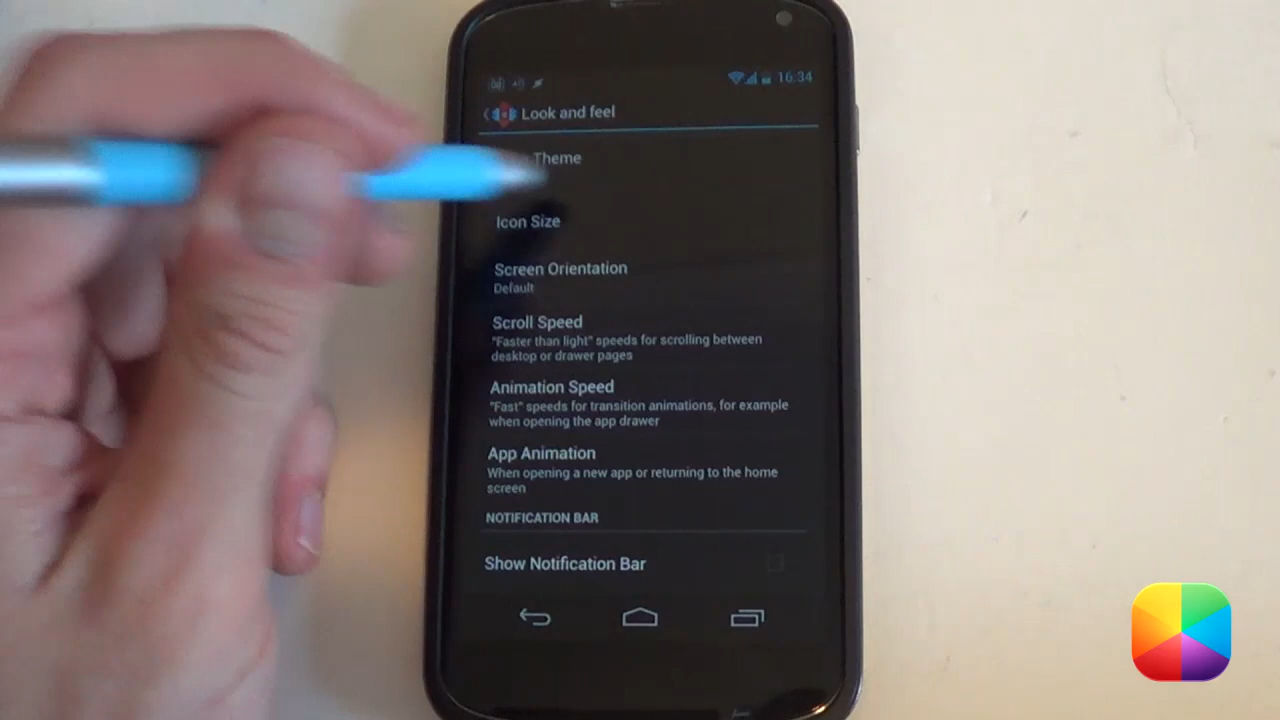 16:34
Look and feel
Theme
Icon Size
Screen Orientation
Default
Scroll Speed
"Faster than light" speeds for scrolling between
desktop or drawer pages
Animation Speed
"Fast" speeds for transition animations, for example
when opening the app drawer
App Animation
When opening a new app or returning to the home
screen
NOTIFICATION BAR
Show Notification Bar